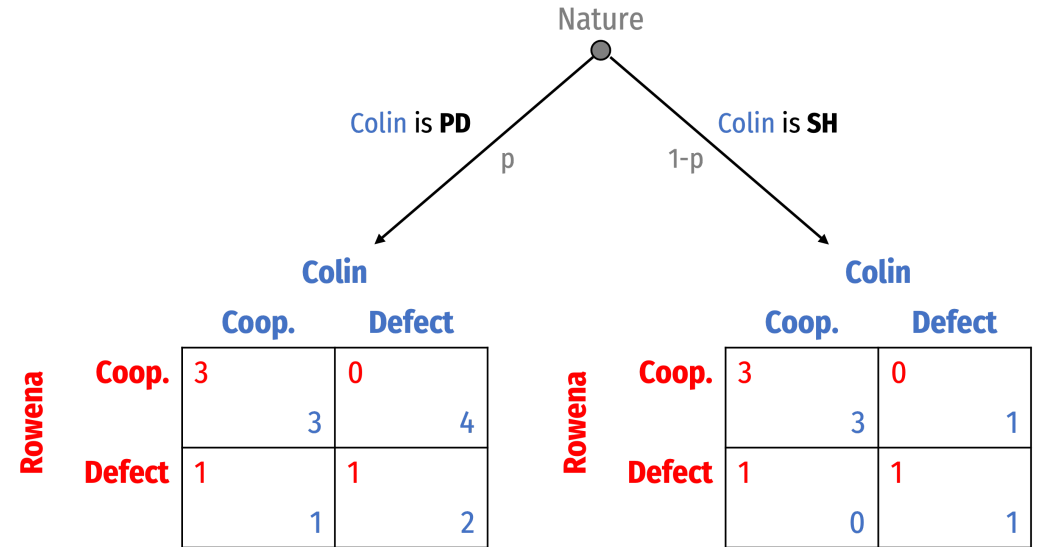 Nature
Colin is PD
Colin is SH
p
1-p
Colin
Colin
Coop. Defect
Coop. Defect
Rowena
Coop. 3 0
3 4
Defect 1 1
1 2
Rowena
Coop. 3 0
3 1
Defect 1 1
0 1